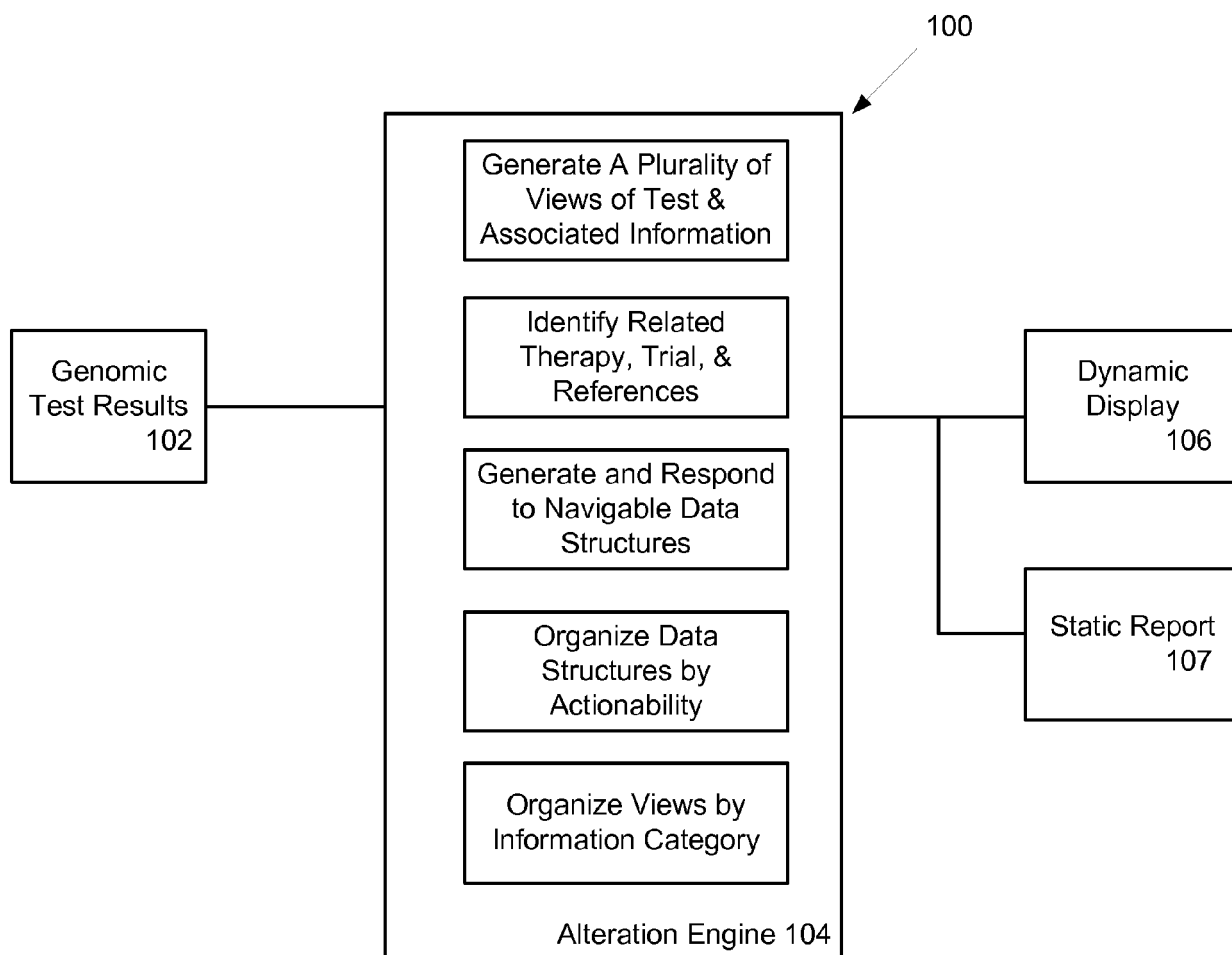 100
Generate A Plurality of
Views of Test &
Associated Information
Identify Related
Therapy, Trial, &
References
Generate and Respond
to Navigable Data
Structures
Organize Data
Structures by
Actionability
Organize Views by
Information Category
Alteration Engine 104
Genomic
Test Results
102
Dynamic
Display
106
Static Report
107